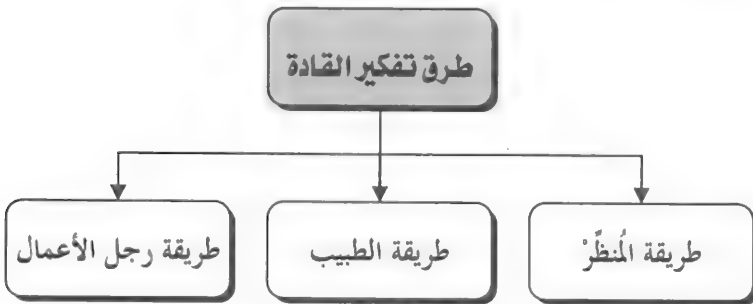 طرق تفكير القادة
طريقة المُنظِّرْ
طريقة الطبيب
طريقة رجل الأعمال